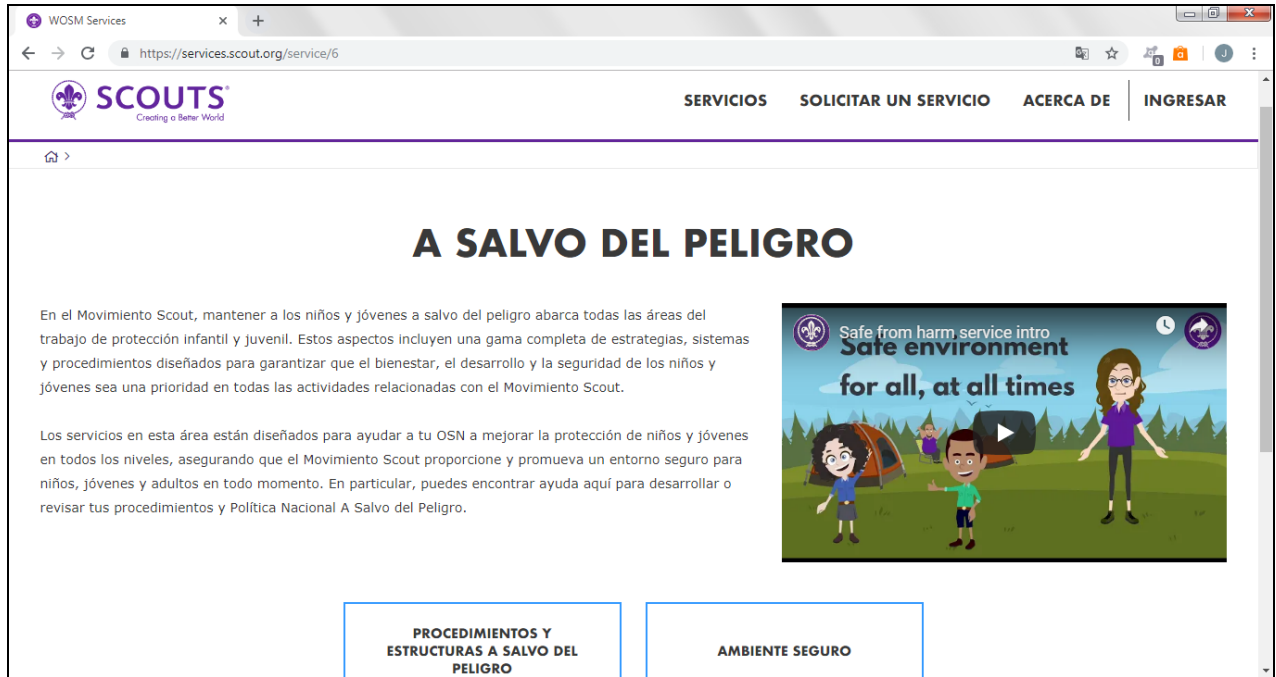 WOSM Services
https://services.scout.org/service/6
0
a
J
SCOUTS®
Creating a Better World
SERVICIOS SOLICITAR UN SERVICIO ACERCA DE INGRESAR
A SALVO DEL PELIGRO
En el Movimiento Scout, mantener a los niños y jóvenes a salvo del peligro abarca todas las áreas del
trabajo de protección infantil y juvenil. Estos aspectos incluyen una gama completa de estrategias, sistemas
y procedimientos diseñados para garantizar que el bienestar, el desarrollo y la seguridad de los niños y
jóvenes sea una prioridad en todas las actividades relacionadas con el Movimiento Scout.
Los servicios en esta área están diseñados para ayudar a tu OSN a mejorar la protección de niños y jóvenes
en todos los niveles, asegurando que el Movimiento Scout proporcione y promueva un entorno seguro para
niños, jóvenes y adultos en todo momento. En particular, puedes encontrar ayuda aquí para desarrollar o
revisar tus procedimientos y Política Nacional A Salvo del Peligro.
Safe from harm service intro
Safe environment
for all, at all times
PROCEDIMIENTOS Y
ESTRUCTURAS A SALVO DEL
PELIGRO
AMBIENTE SEGURO